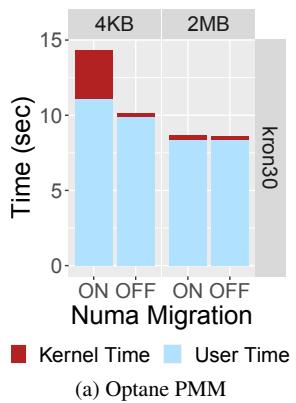 4KB 2MB
15
10
5
0
Time (sec)
kron30
ON OFF ON OFF
Numa Migration
Kernel Time User Time
(a) Optane PMM